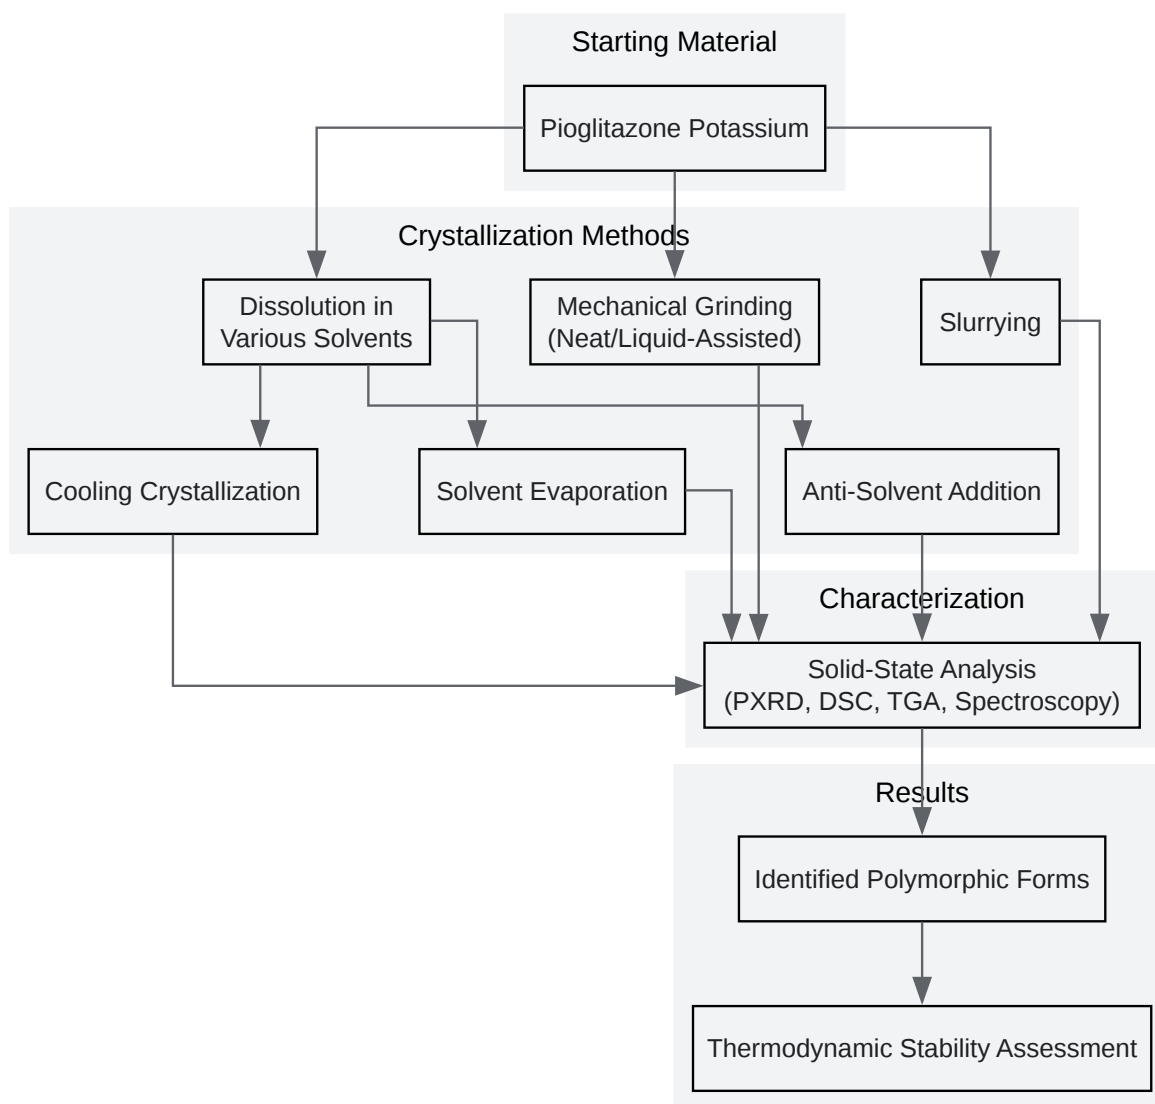 Starting Material
Pioglitazone Potassium
Crystallization Methods
Dissolution in
Various Solvents
Mechanical Grinding
(Neat/Liquid-Assisted)
Slurrying
Cooling Crystallization
Solvent Evaporation
Anti-Solvent Addition
Characterization
Solid-State Analysis
(PXRD, DSC, TGA, Spectroscopy)
Results
Identified Polymorphic Forms
Thermodynamic Stability Assessment